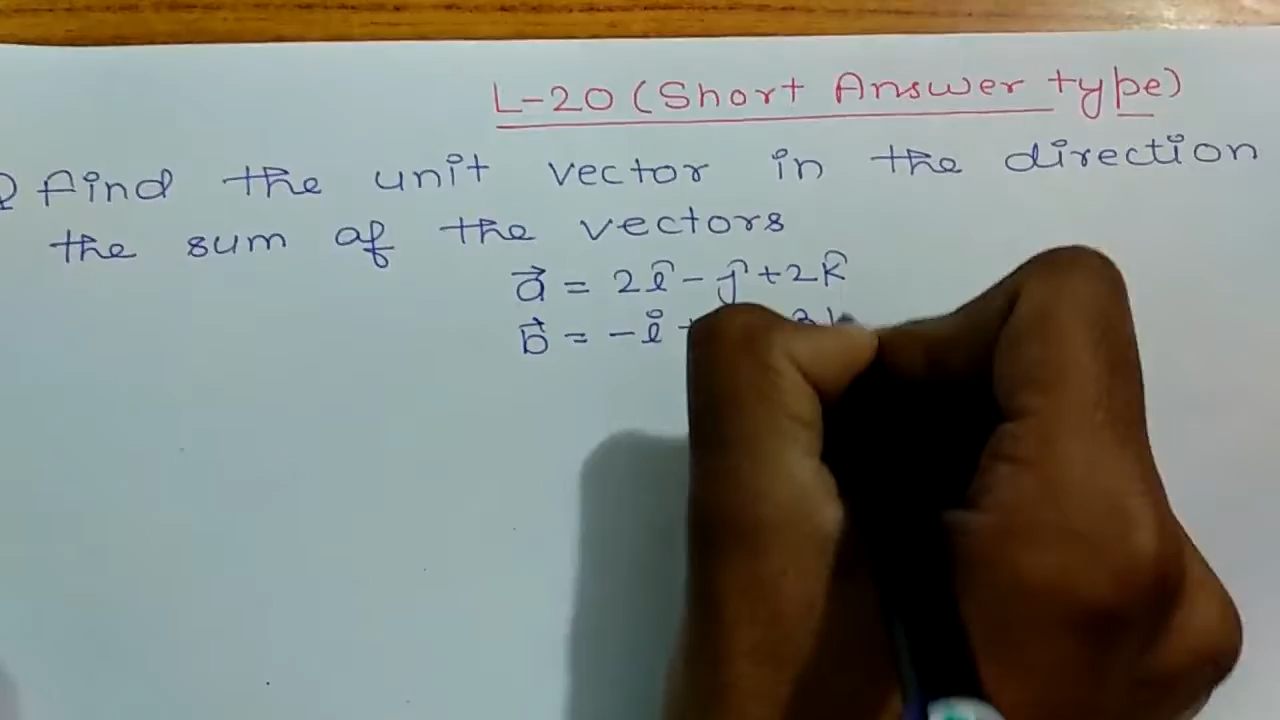 L-20 (Short Answer type)
Find the unit vector in the direction
the sum of the vectors
a⃗ = 2î - ĵ + 2k̂
b⃗ = -î +